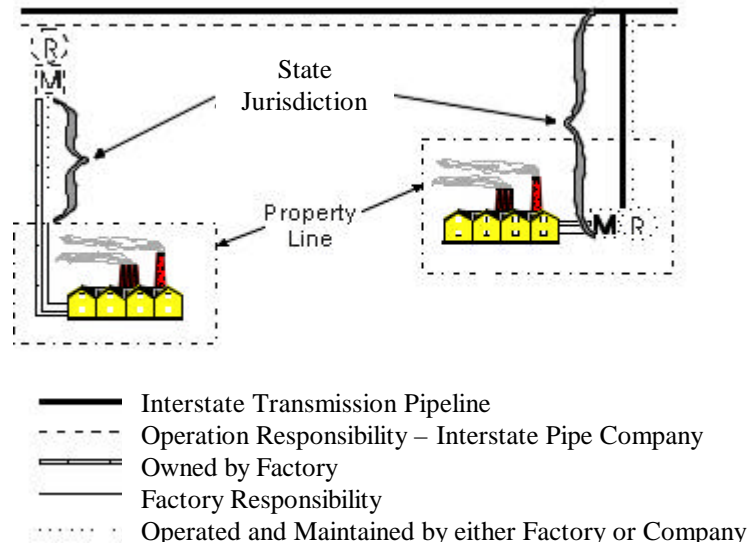 R
M
State
Jurisdiction
Property
Line
M R
Interstate Transmission Pipeline
Operation Responsibility – Interstate Pipe Company
Owned by Factory
Factory Responsibility
Operated and Maintained by either Factory or Company